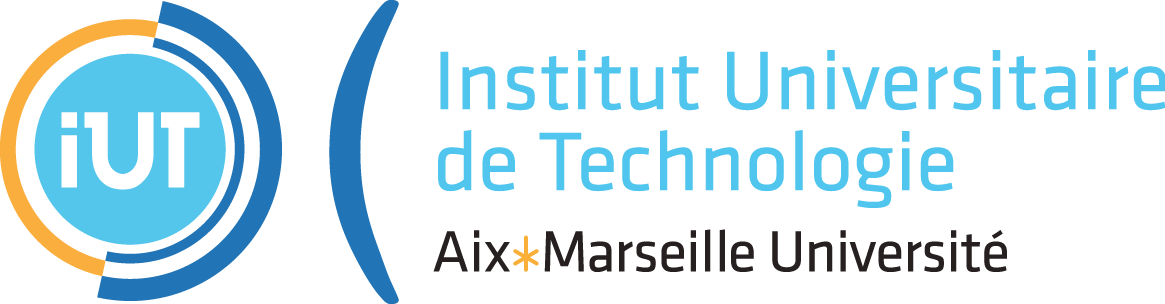 iUT
Institut Universitaire
de Technologie
Aix*Marseille Université